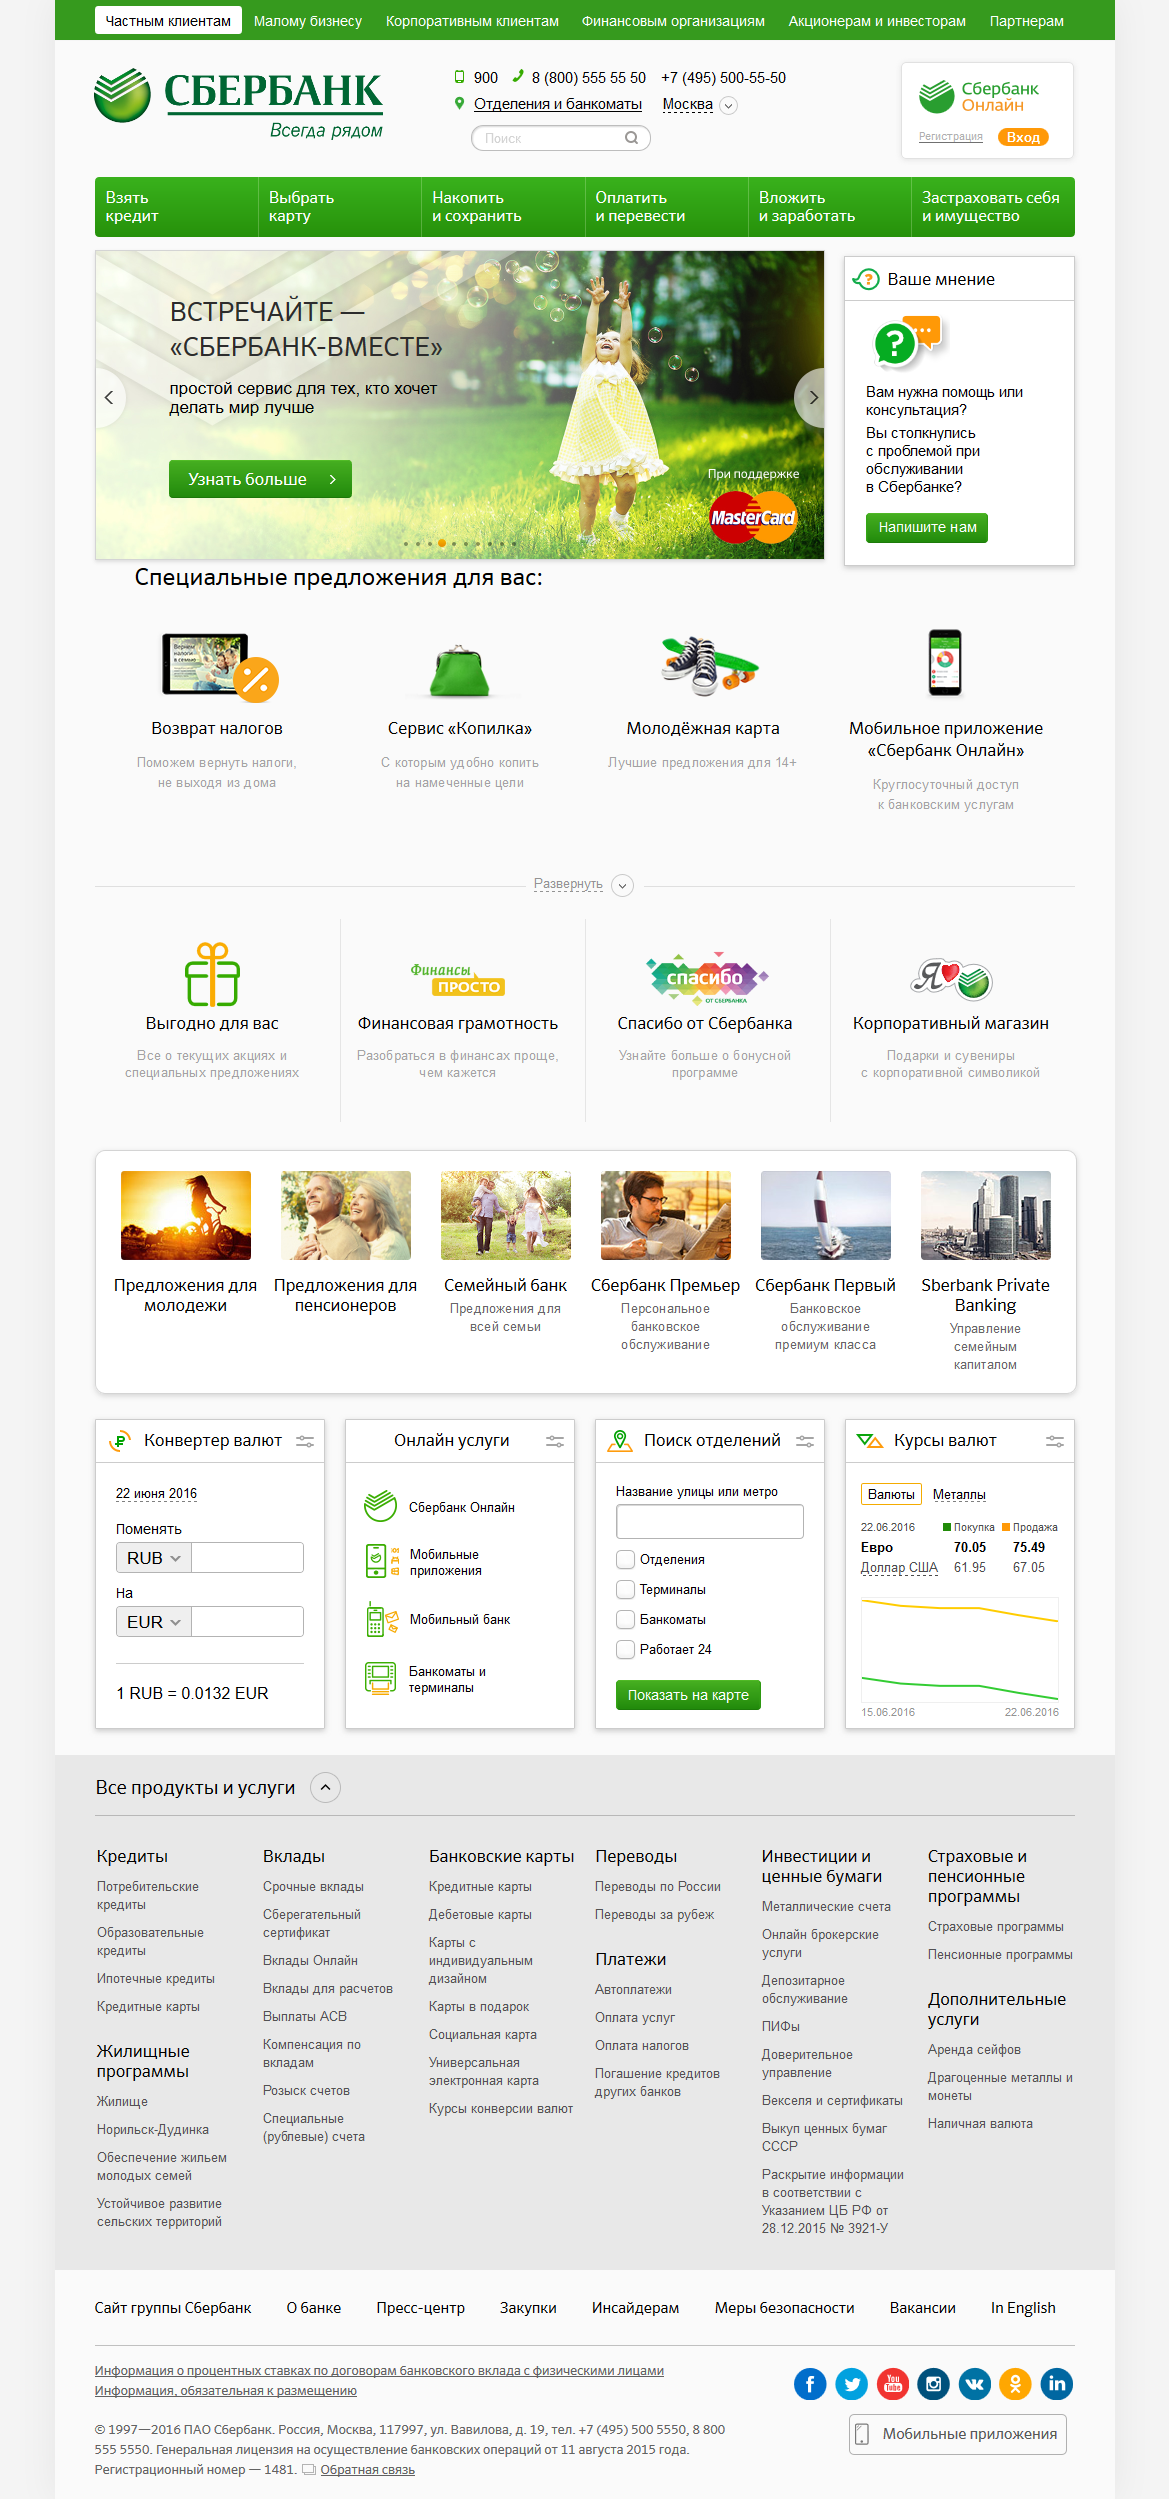 Частным клиентам
Малому бизнесу
Корпоративным клиентам
Финансовым организациям
Акционерам и инвесторам
Партнерам
СБЕРБАНК
Всегда рядом
900
8 (800) 555 55 50
+7 (495) 500-55-50
Отделения и банкоматы
Москва
Поиск
Сбербанк
Онлайн
Регистрация
Вход
Взять
кредит
Выбрать
карту
Накопить
и сохранить
Оплатить
и перевести
Вложить
и заработать
Застраховать себя
и имущество
ВСТРЕЧАЙТЕ —
«СБЕРБАНК-ВМЕСТЕ»
простой сервис для тех, кто хочет
делать мир лучше
Узнать больше
При поддержке
MasterCard
Ваше мнение
Вам нужна помощь или
консультация?
Вы столкнулись
с проблемой при
обслуживании
в Сбербанке?
Напишите нам
Специальные предложения для вас:
Возврат налогов
Поможем вернуть налоги,
не выходя из дома
Сервис «Копилка»
С которым удобно копить
на намеченные цели
Молодёжная карта
Лучшие предложения для 14+
Мобильное приложение
«Сбербанк Онлайн»
Круглосуточный доступ
к банковским услугам
Развернуть
Выгодно для вас
Все о текущих акциях и
специальных предложениях
Финансы
ПРОСТО
Финансовая грамотность
Разобраться в финансах проще,
чем кажется
спасибо
ОТ СБЕРБАНКА
Спасибо от Сбербанка
Узнайте больше о бонусной
программе
Я
Корпоративный магазин
Подарки и сувениры
с корпоративной символикой
Предложения для
молодежи
Предложения для
пенсионеров
Семейный банк
Предложения для
всей семьи
Сбербанк Премьер
Персональное
банковское
обслуживание
Сбербанк Первый
Банковское
обслуживание
премиум класса
Sberbank Private
Banking
Управление
семейным
капиталом
Конвертер валют
22 июня 2016
Поменять
RUB
На
EUR
1 RUB = 0.0132 EUR
Онлайн услуги
Сбербанк Онлайн
Мобильные
приложения
Мобильный банк
Банкоматы и
терминалы
Поиск отделений
Название улицы или метро
Отделения
Терминалы
Банкоматы
Работает 24
Показать на карте
Курсы валют
Валюты
Металлы
22.06.2016
Покупка
Продажа
Евро 70.05 75.49
Доллар США 61.95 67.05
15.06.2016
22.06.2016
Все продукты и услуги
Кредиты
Потребительские
кредиты
Образовательные
кредиты
Ипотечные кредиты
Кредитные карты
Жилищные
программы
Жилище
Норильск-Дудинка
Обеспечение жильем
молодых семей
Устойчивое развитие
сельских территорий
Вклады
Срочные вклады
Сберегательный
сертификат
Вклады Онлайн
Вклады для расчетов
Выплаты АСВ
Компенсация по
вкладам
Розыск счетов
Специальные
(рублевые) счета
Банковские карты
Кредитные карты
Дебетовые карты
Карты с
индивидуальным
дизайном
Карты в подарок
Социальная карта
Универсальная
электронная карта
Курсы конверсии валют
Переводы
Переводы по России
Переводы за рубеж
Платежи
Автоплатежи
Оплата услуг
Оплата налогов
Погашение кредитов
других банков
Инвестиции и
ценные бумаги
Металлические счета
Онлайн брокерские
услуги
Депозитарное
обслуживание
ПИФы
Доверительное
управление
Векселя и сертификаты
Выкуп ценных бумаг
СССР
Раскрытие информации
в соответствии с
Указанием ЦБ РФ от
28.12.2015 № 3921-У
Страховые и
пенсионные
программы
Страховые программы
Пенсионные программы
Дополнительные
услуги
Аренда сейфов
Драгоценные металлы и
монеты
Наличная валюта
Сайт группы Сбербанк
О банке
Пресс-центр
Закупки
Инсайдерам
Меры безопасности
Вакансии
In English
Информация о процентных ставках по договорам банковского вклада с физическими лицами
Информация, обязательная к размещению
You
Tube
© 1997—2016 ПАО Сбербанк. Россия, Москва, 117997, ул. Вавилова, д. 19, тел. +7 (495) 500 5550, 8 800
555 5550. Генеральная лицензия на осуществление банковских операций от 11 августа 2015 года.
Регистрационный номер — 1481.
Обратная связь
Мобильные приложения